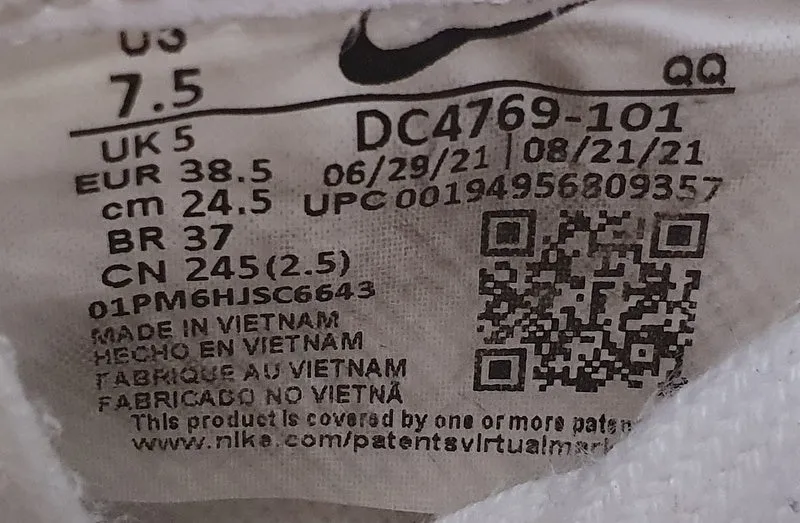 US
7.5
QQ
UK 5
EUR 38.5
cm 24.5
BR 37
CN 245(2.5)
DC4769-101
06/29/21 | 08/21/21
UPC 00194956809357
01PM6HJSC6643
MADE IN VIETNAM
HECHO EN VIETNAM
FABRIQUE AU VIETNAM
FABRICADO NO VIETNÃ
This product is covered by one or more
www.nike.com/patents